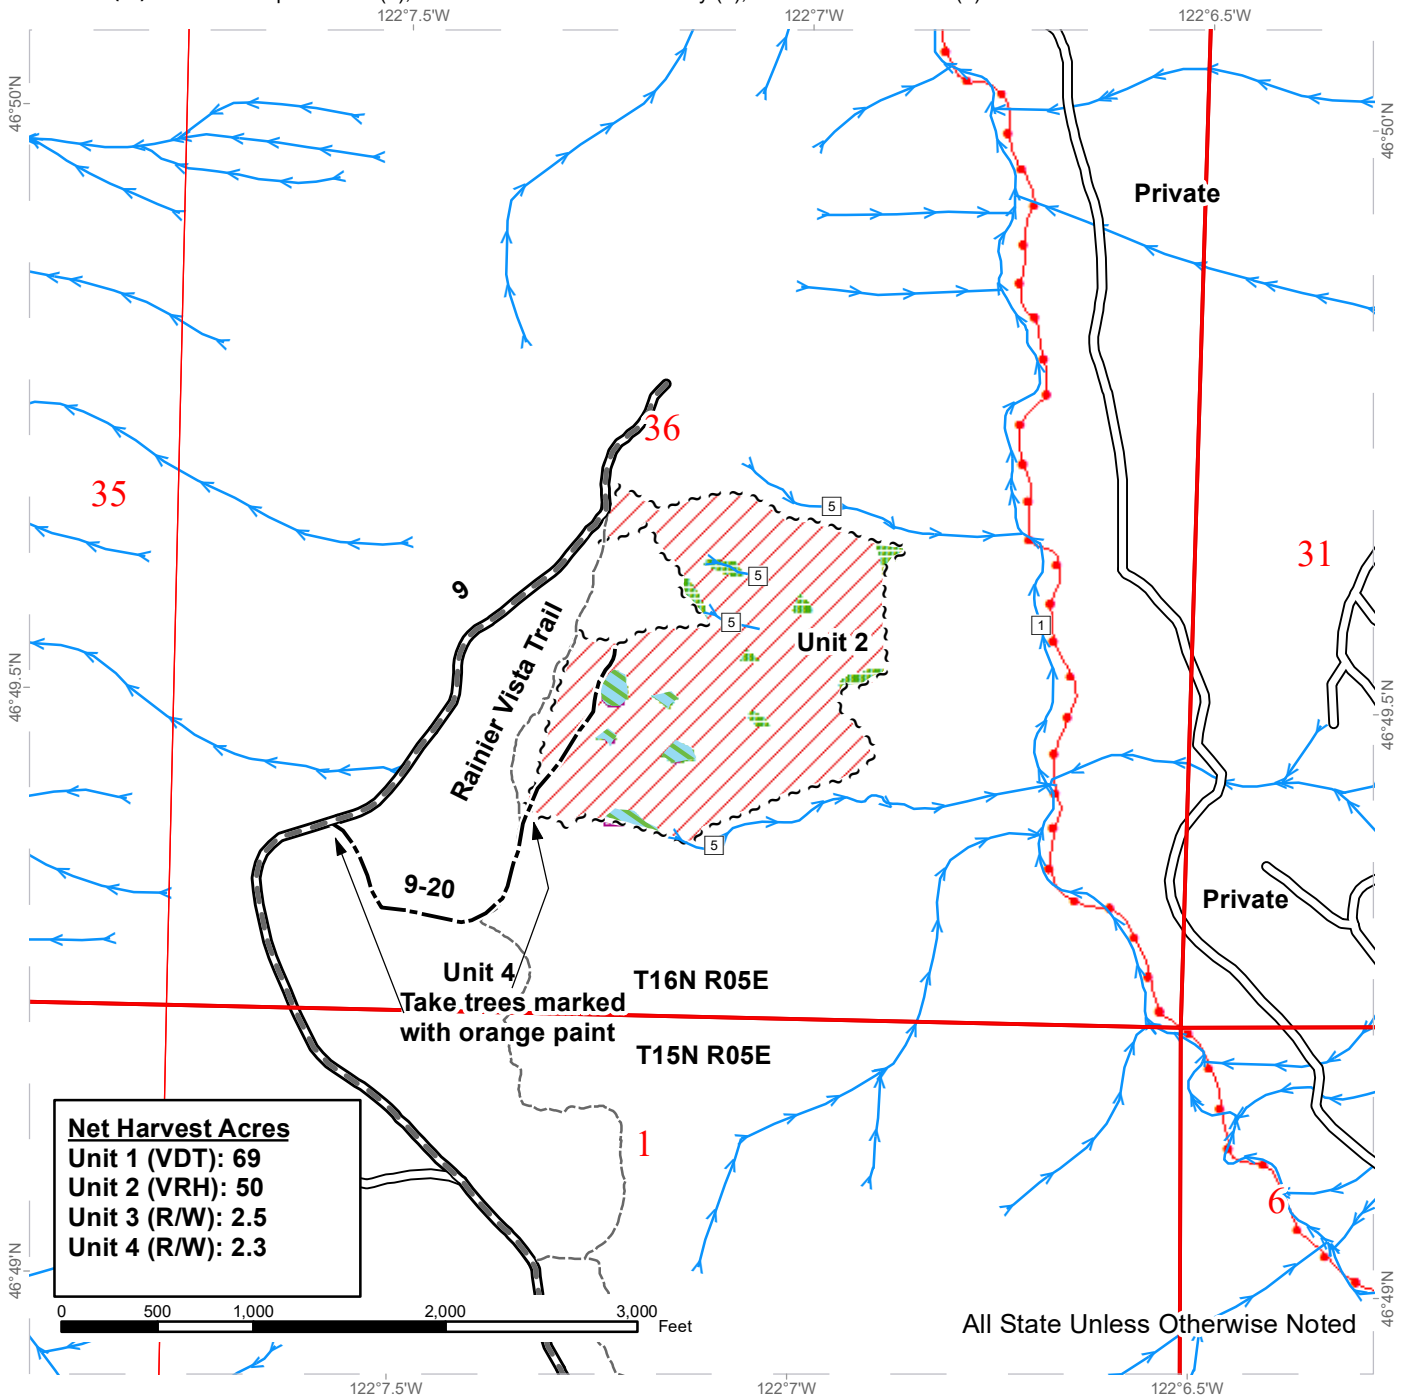 122°7.5'W
122°7'W
122°6.5'W
46°50'N
46°50'N
Private
36
35
5
31
9
5
5
1
Unit 2
Rainier Vista Trail
46°49.5'N
46°49.5'N
5
9-20
Private
Unit 4
Take trees marked
with orange paint
T16N R05E
T15N R05E
1
6
Net Harvest Acres
Unit 1 (VDT): 69
Unit 2 (VRH): 50
Unit 3 (R/W): 2.5
Unit 4 (R/W): 2.3
46°49'N
46°49'N
0 500 1,000 2,000 3,000
Feet
All State Unless Otherwise Noted
122°7.5'W
122°7'W
122°6.5'W